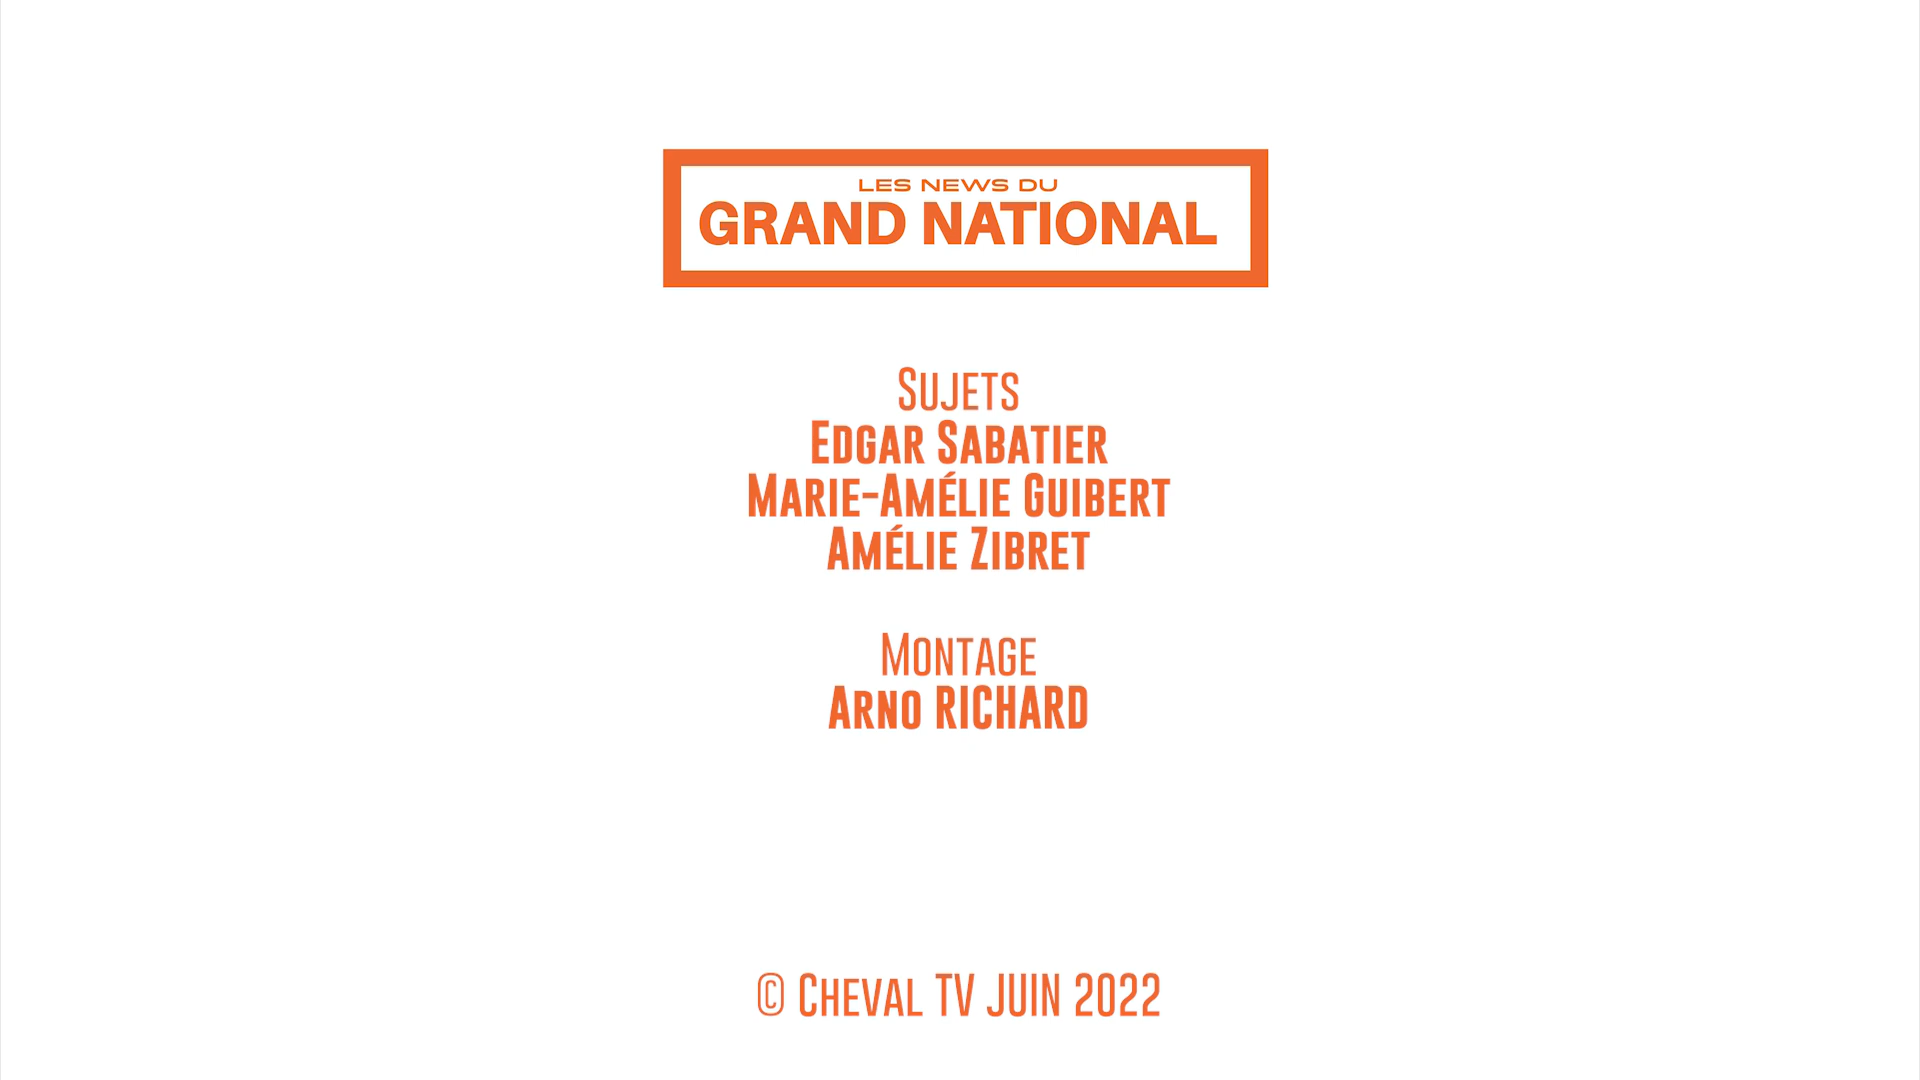 LES NEWS DU
GRAND NATIONAL
Sujets
Edgar Sabatier
Marie-Amélie Guibert
Amélie Zibret
Montage
Arno RICHARD
© Cheval TV JUIN 2022